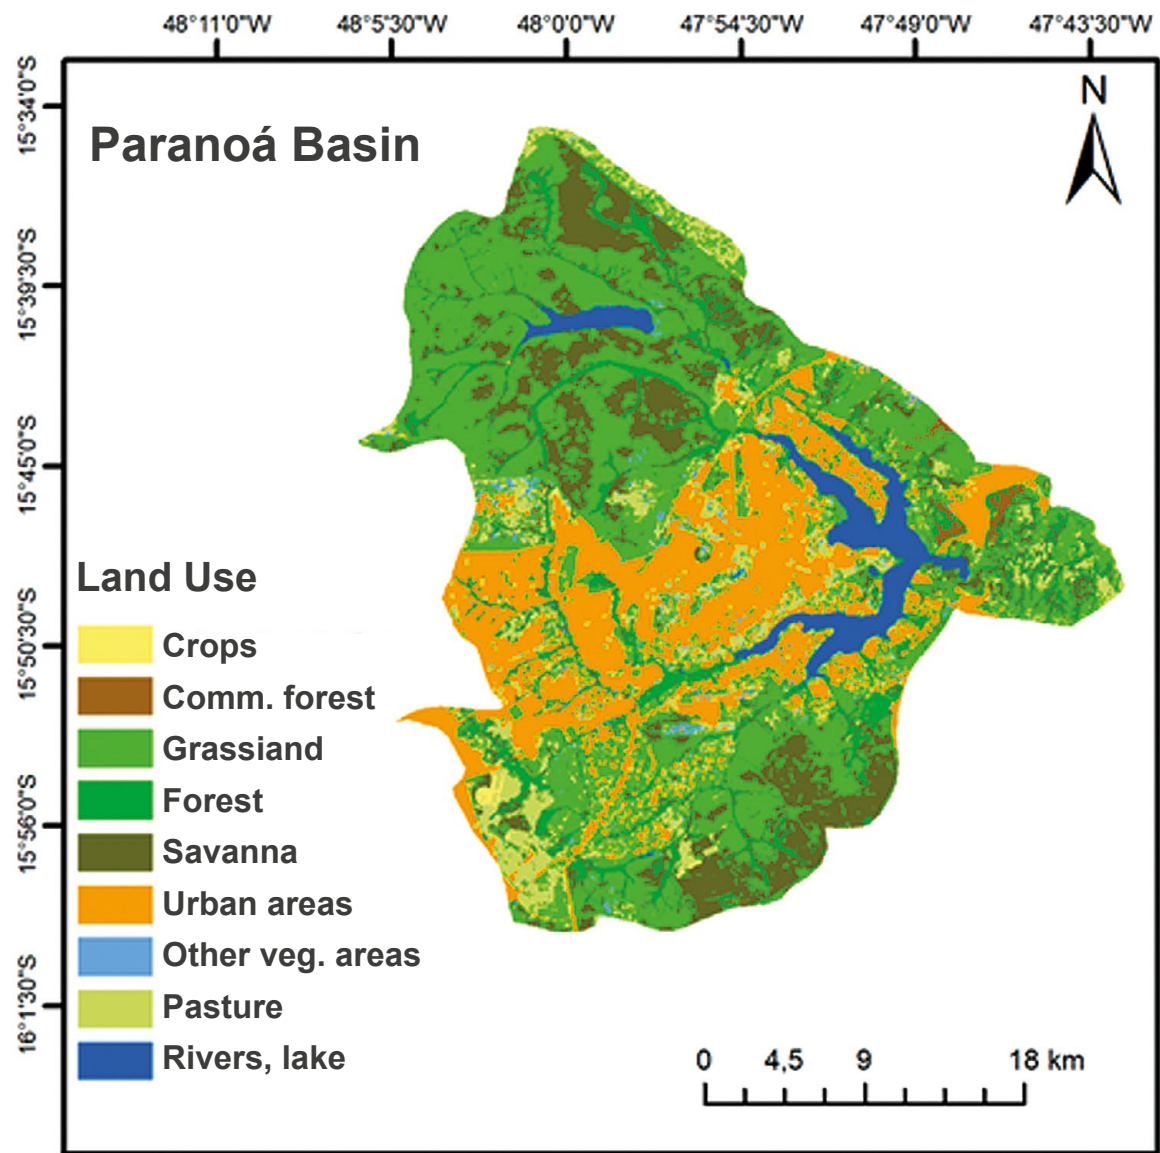 48°11'0"W 48°5'30"W 48°0'0"W 47°54'30"W 47°49'0"W 47°43'30"W
15°34'0"S
15°39'30"S
15°45'0"S
15°50'30"S
15°56'0"S
16°1'30"S
N
Paranoá Basin
Land Use
Crops
Comm. forest
Grassiand
Forest
Savanna
Urban areas
Other veg. areas
Pasture
Rivers, lake
0 4,5 9 18 km